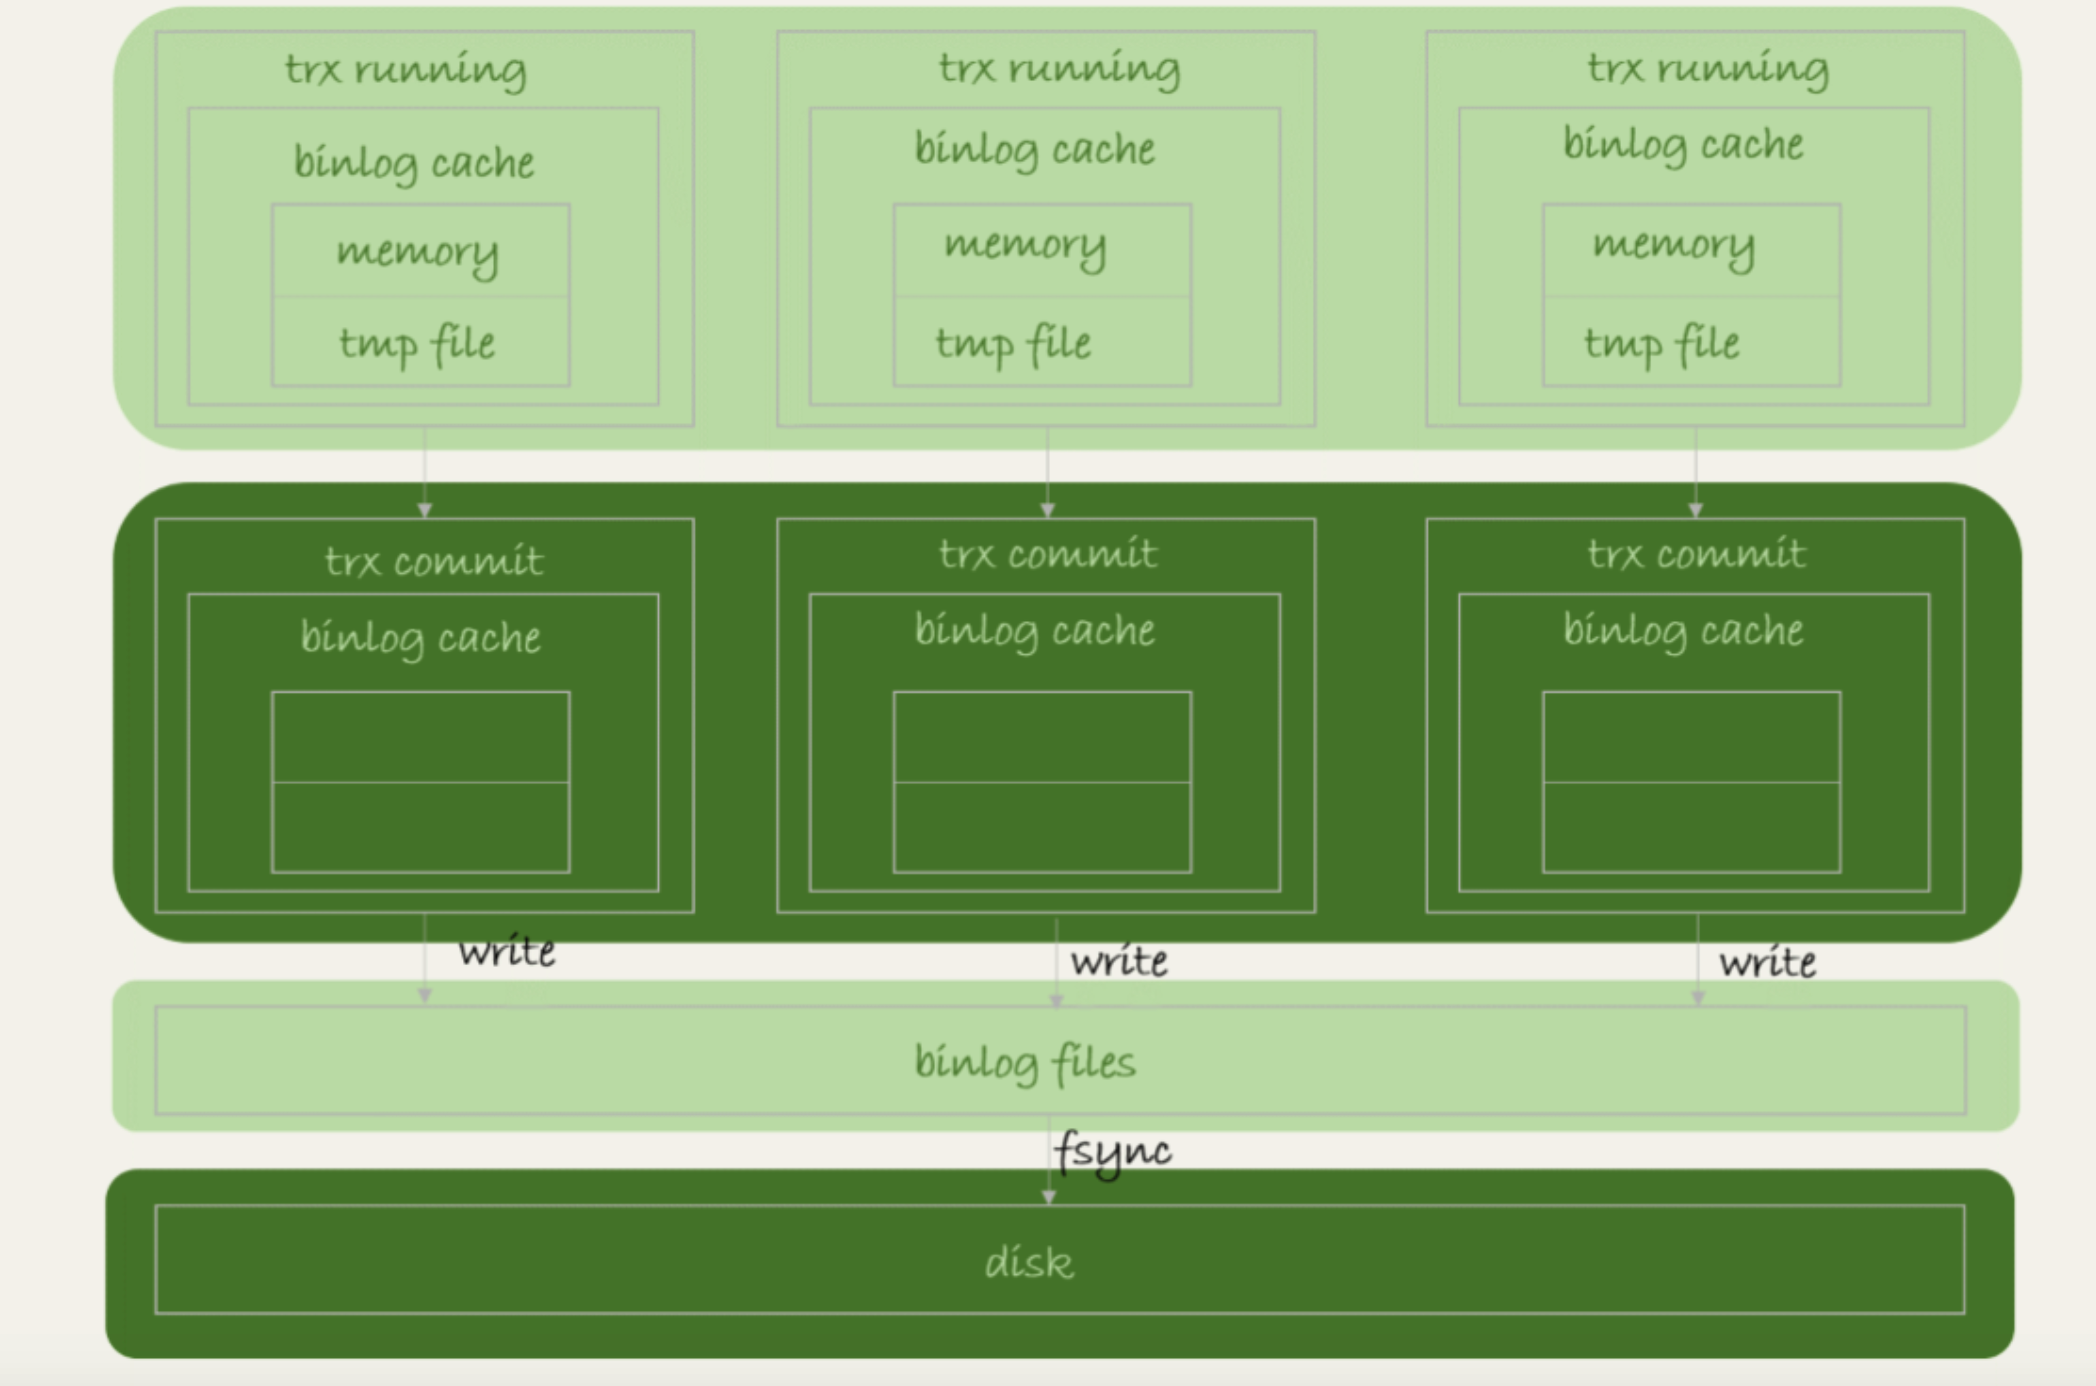 trx running
trx running
trx running
binlog cache
binlog cache
binlog cache
memory
memory
memory
tmp file
tmp file
tmp file
trx commit
trx commit
trx commit
binlog cache
binlog cache
binlog cache
write
write
write
binlog files
fsync
disk